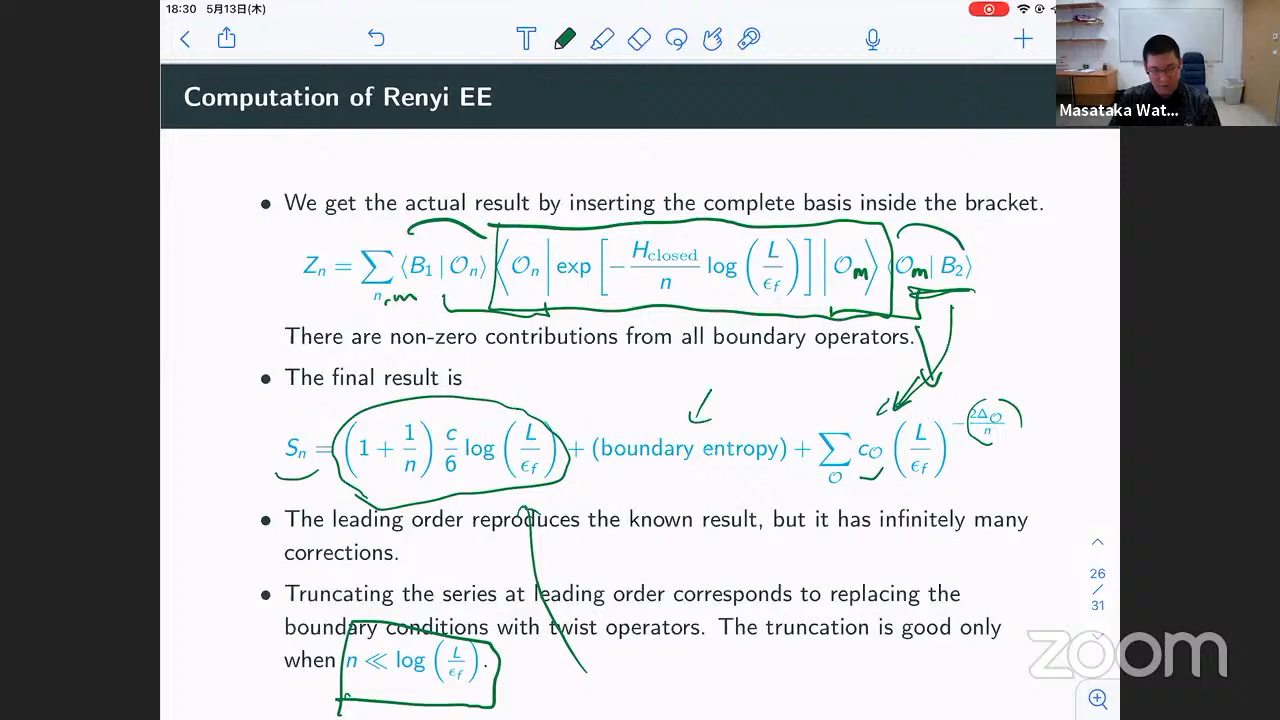 18:30 5月13日(木)
Computation of Renyi EE
Masataka Wat...
• We get the actual result by inserting the complete basis inside the bracket.
Z_n = ∑_{n,m} ⟨B_1|O_n⟩ ⟨O_n| exp [−H_closed/n log (L/ϵ_f)] |O_m⟩ ⟨O_m|B_2⟩
There are non-zero contributions from all boundary operators.
• The final result is
S_n = (1 + 1/n) c/6 log (L/ϵ_f) + (boundary entropy) + ∑_O c_O (L/ϵ_f)^{−2Δ_O/n}
• The leading order reproduces the known result, but it has infinitely many
corrections.
• Truncating the series at leading order corresponds to replacing the
boundary conditions with twist operators. The truncation is good only
when n ≪ log (L/ϵ_f).
26
/
31
zoom